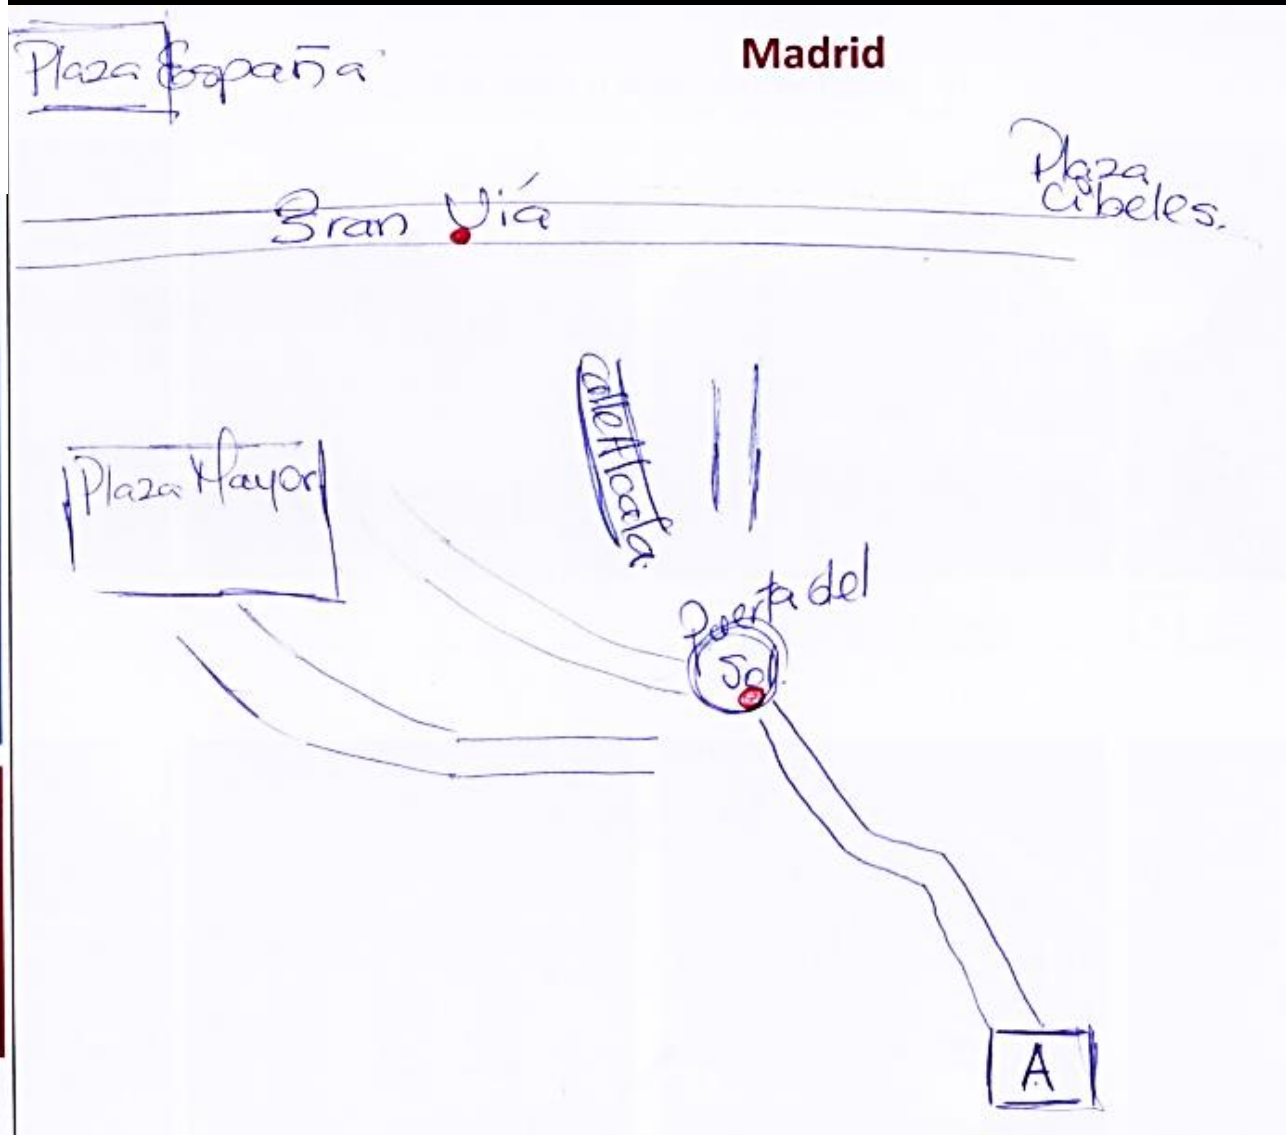 Madrid
Plaza España
Plaza
Cibeles.
Gran Vía
Calle Alcala.
Plaza Mayor
Puerta del
Sol
A